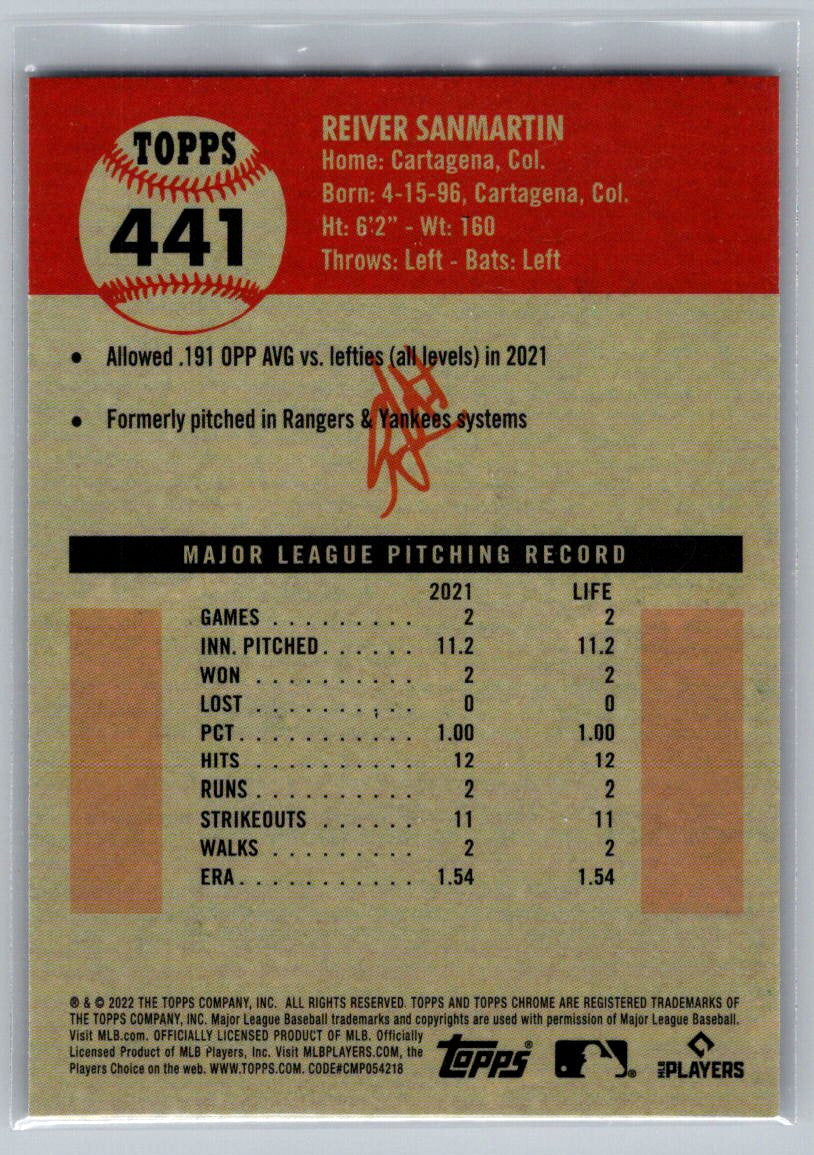 TOPPS
441
REIVER SANMARTIN
Home: Cartagena, Col.
Born: 4-15-96, Cartagena, Col.
Ht: 6'2" - Wt: 160
Throws: Left - Bats: Left
• Allowed .191 OPP AVG vs. lefties (all levels) in 2021
• Formerly pitched in Rangers & Yankees systems
MAJOR LEAGUE PITCHING RECORD
2021 LIFE
GAMES . . . . . . . . . . 2 2
INN. PITCHED . . . . . . 11.2 11.2
WON . . . . . . . . . . 2 2
LOST . . . . . . . . . . 0 0
PCT. . . . . . . . . . . 1.00 1.00
HITS . . . . . . . . . . 12 12
RUNS . . . . . . . . . . 2 2
STRIKEOUTS . . . . . . 11 11
WALKS . . . . . . . . . 2 2
ERA. . . . . . . . . . . 1.54 1.54
® & © 2022 THE TOPPS COMPANY, INC. ALL RIGHTS RESERVED. TOPPS AND TOPPS CHROME ARE REGISTERED TRADEMARKS OF
THE TOPPS COMPANY, INC. Major League Baseball trademarks and copyrights are used with permission of Major League Baseball.
Visit MLB.com. OFFICIALLY LICENSED PRODUCT OF MLB. Officially
Licensed Product of MLB Players, Inc. Visit MLBPLAYERS.COM, the
Players Choice on the web. WWW.TOPPS.COM. CODE#CMP054218
Topps® ® MLB PLAYERS